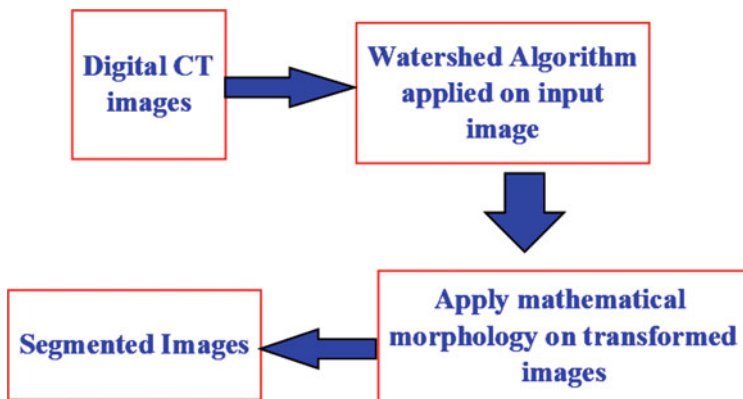 Digital CT
images
Watershed Algorithm
applied on input
image
Apply mathematical
morphology on transformed
images
Segmented Images